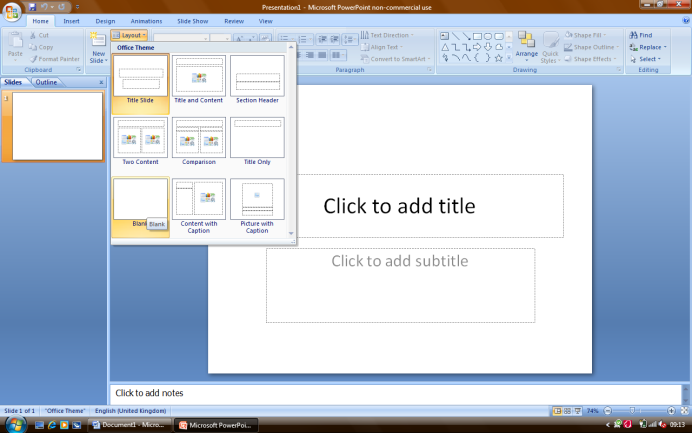 Presentation1 - Microsoft PowerPoint non-commercial use
Home Insert Design Animations Slide Show Review View
Paste
Cut
Copy
Format Painter
Clipboard
New
Slide
Layout
Office Theme
Title Slide Title and Content Section Header
Two Content Comparison Title Only
Blank Content with Caption Picture with Caption
Blank
Text Direction
Align Text
Convert to SmartArt
Paragraph
Arrange
Quick
Styles
Shape Fill
Shape Outline
Shape Effects
Drawing
Find
Replace
Select
Editing
Slides Outline
Click to add title
Click to add subtitle
Click to add notes
Slide 1 of 1 "Office Theme" English (United Kingdom) 74%
Document1 - Micro... Microsoft PowerPoi... 09:13